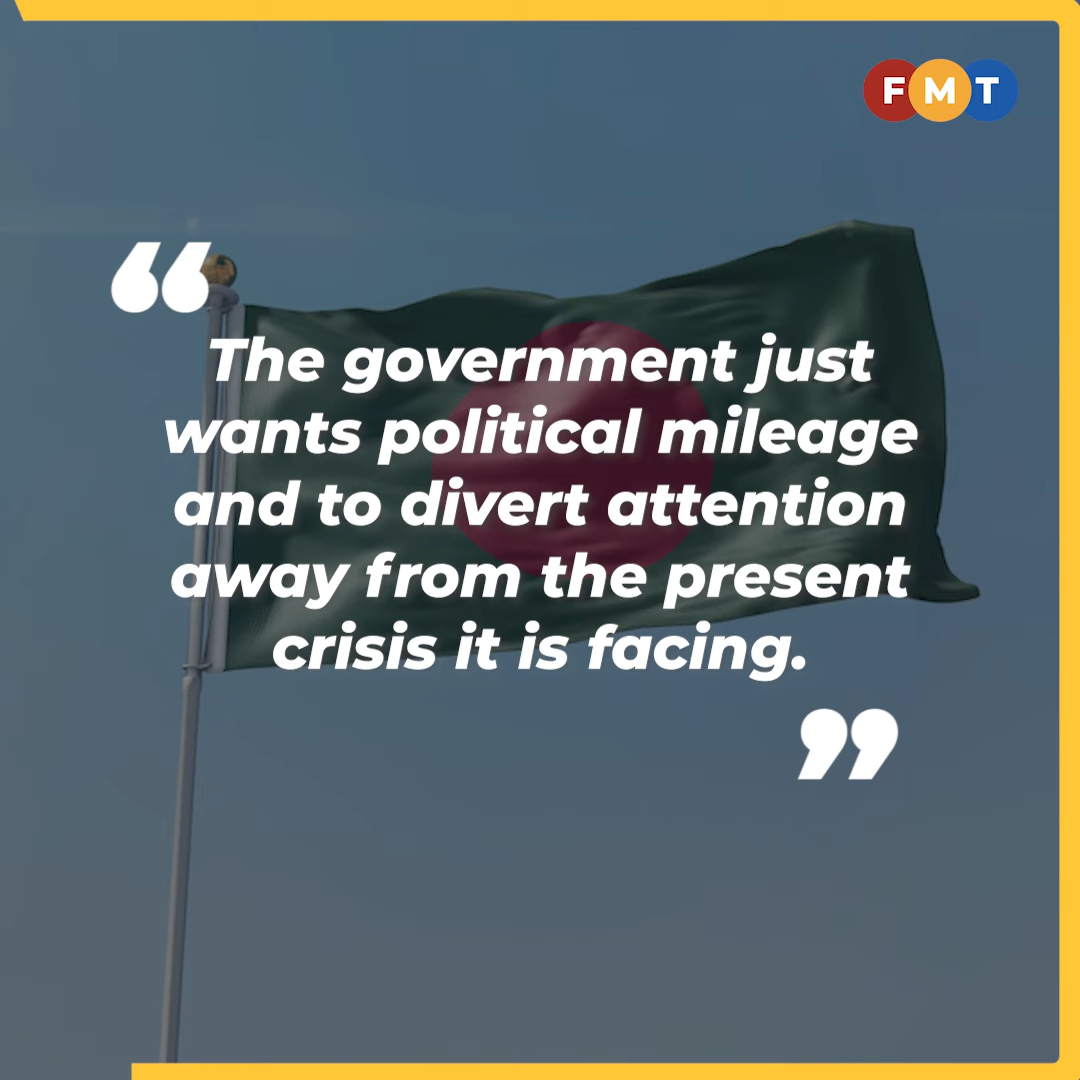 FMT
“
The government just
wants political mileage
and to divert attention
away from the present
crisis it is facing.
”